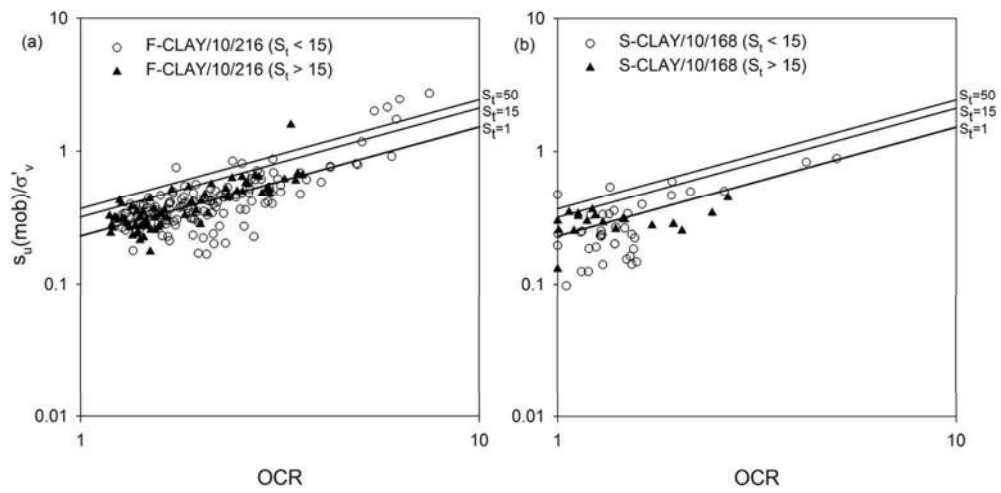 10
(a)
F-CLAY/10/216 (St < 15)
F-CLAY/10/216 (St > 15)
St=50
St=15
St=1
1
0.1
0.01
su(mob)/σ'v
1
10
OCR
10
(b)
S-CLAY/10/168 (St < 15)
S-CLAY/10/168 (St > 15)
St=50
St=15
St=1
1
0.1
0.01
1
10
OCR